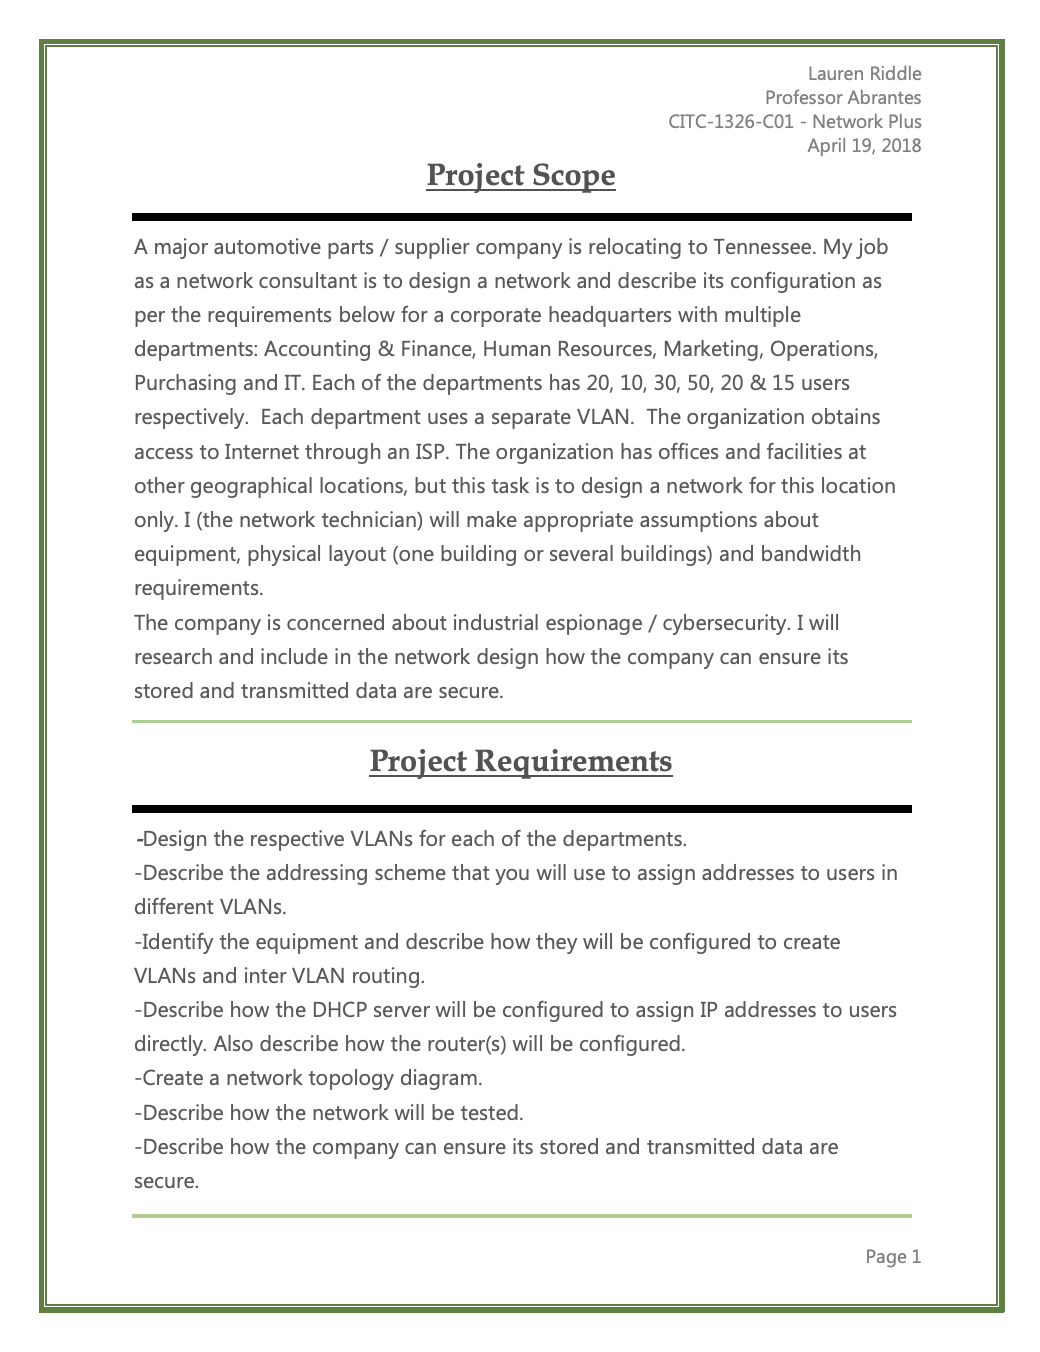 Lauren Riddle
Professor Abrantes
CITC-1326-C01 - Network Plus
April 19, 2018
Project Scope
A major automotive parts / supplier company is relocating to Tennessee. My job
as a network consultant is to design a network and describe its configuration as
per the requirements below for a corporate headquarters with multiple
departments: Accounting & Finance, Human Resources, Marketing, Operations,
Purchasing and IT. Each of the departments has 20, 10, 30, 50, 20 & 15 users
respectively.  Each department uses a separate VLAN.  The organization obtains
access to Internet through an ISP. The organization has offices and facilities at
other geographical locations, but this task is to design a network for this location
only. I (the network technician) will make appropriate assumptions about
equipment, physical layout (one building or several buildings) and bandwidth
requirements.
The company is concerned about industrial espionage / cybersecurity. I will
research and include in the network design how the company can ensure its
stored and transmitted data are secure.
Project Requirements
-Design the respective VLANs for each of the departments.
-Describe the addressing scheme that you will use to assign addresses to users in
different VLANs.
-Identify the equipment and describe how they will be configured to create
VLANs and inter VLAN routing.
-Describe how the DHCP server will be configured to assign IP addresses to users
directly. Also describe how the router(s) will be configured.
-Create a network topology diagram.
-Describe how the network will be tested.
-Describe how the company can ensure its stored and transmitted data are
secure.
Page 1